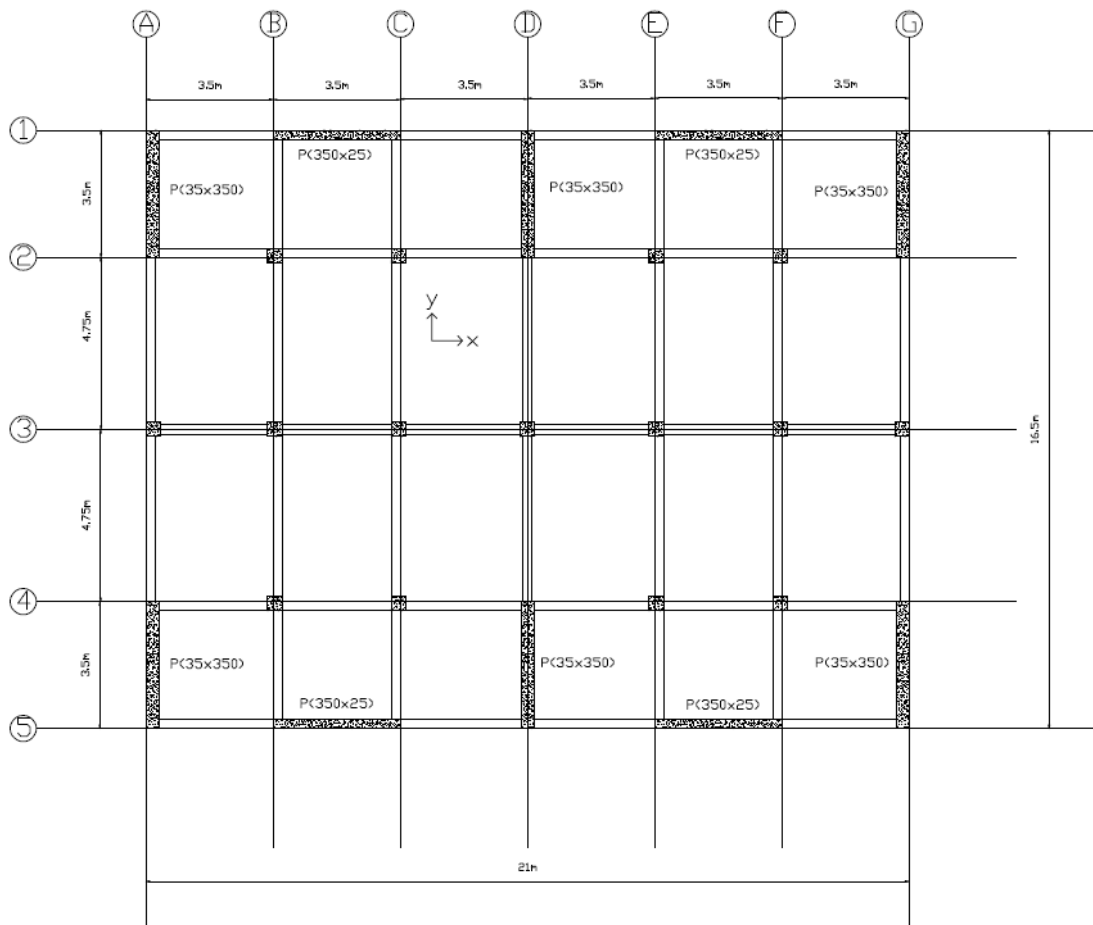 A B C D E F G
3.5m 3.5m 3.5m 3.5m 3.5m 3.5m
1
P(350x25) P(350x25)
P(35x350) P(35x350) P(35x350)
3.5m
2
y
x
4.75m
3
16.5m
4.75m
4
P(35x350) P(35x350) P(35x350)
3.5m
P(350x25) P(350x25)
5
21m